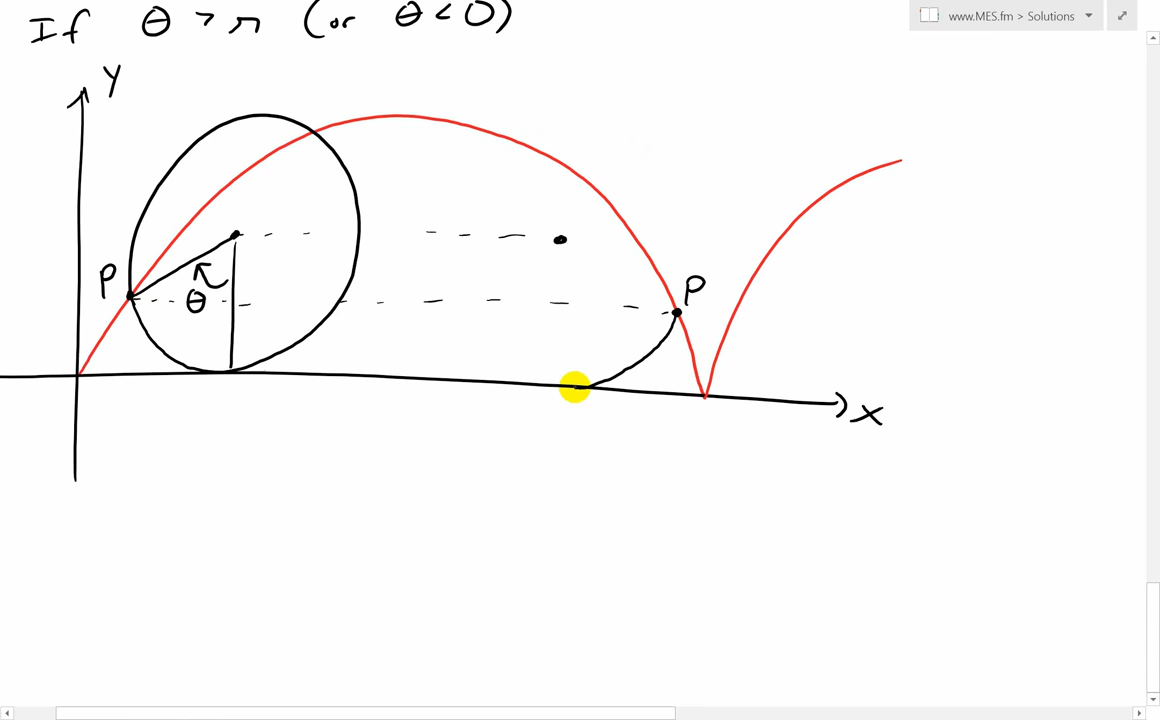 www.MES.fm > Solutions
If θ > π (or θ < 0)
Y
P
θ
P
X